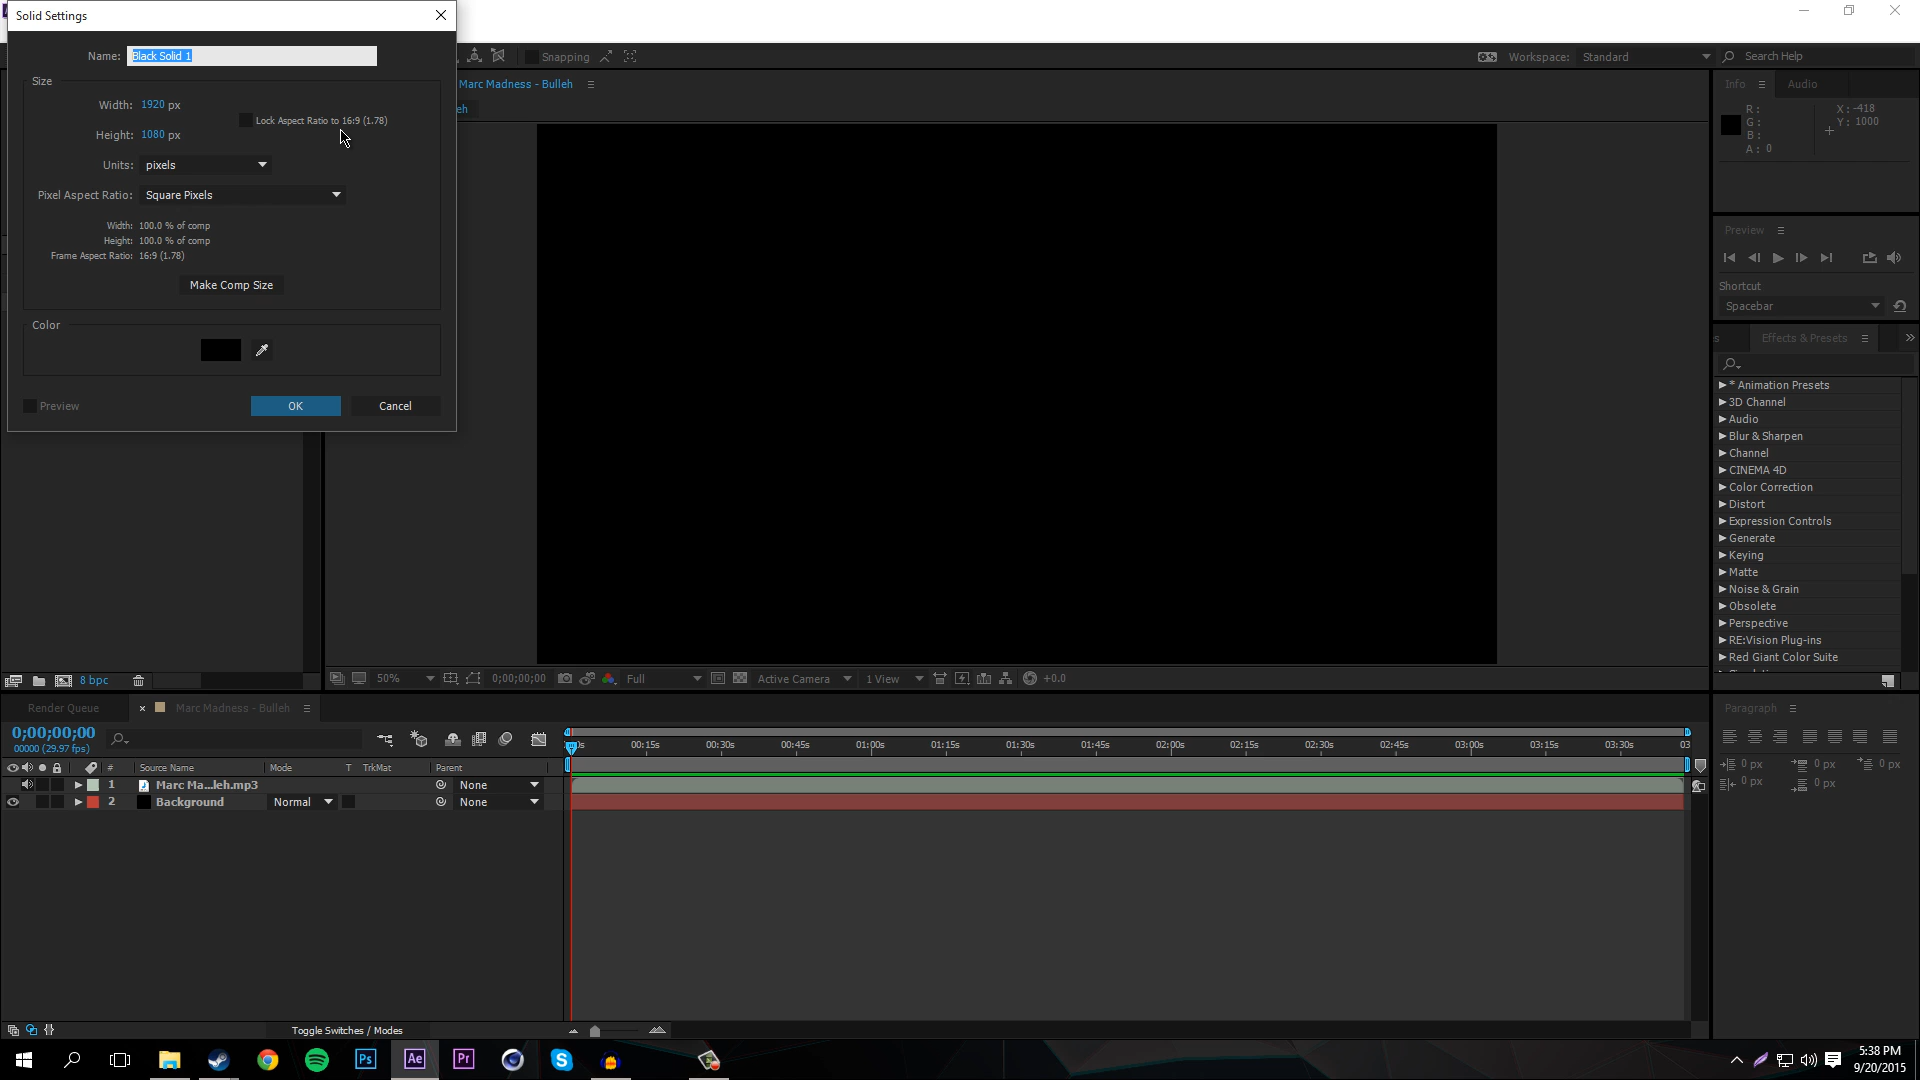 Solid Settings
Name: Black Solid 1
Size
Width: 1920 px
Lock Aspect Ratio to 16:9 (1.78)
Height: 1080 px
Units: pixels
Pixel Aspect Ratio: Square Pixels
Width: 100.0 % of comp
Height: 100.0 % of comp
Frame Aspect Ratio: 16:9 (1.78)
Make Comp Size
Color
Preview
OK
Cancel
Snapping
Workspace: Standard
Search Help
Marc Madness - Bulleh
eh
Info
Audio
R:
G:
B:
A: 0
X: -418
Y: 1000
Preview
Shortcut
Spacebar
s
Effects & Presets
* Animation Presets
3D Channel
Audio
Blur & Sharpen
Channel
CINEMA 4D
Color Correction
Distort
Expression Controls
Generate
Keying
Matte
Noise & Grain
Obsolete
Perspective
RE:Vision Plug-ins
Red Giant Color Suite
8 bpc
50%
0;00;00;00
Full
Active Camera
1 View
+0.0
Render Queue
Marc Madness - Bulleh
Paragraph
0;00;00;00
00000 (29.97 fps)
00:15s 00:30s 00:45s 01:00s 01:15s 01:30s 01:45s 02:00s 02:15s 02:30s 02:45s 03:00s 03:15s 03:30s 03
# Source Name Mode T TrkMat Parent
1 Marc Ma...leh.mp3 None
2 Background Normal None
0 px 0 px 0 px
0 px 0 px
Toggle Switches / Modes
Ps
Ae
Pr
5:38 PM
9/20/2015